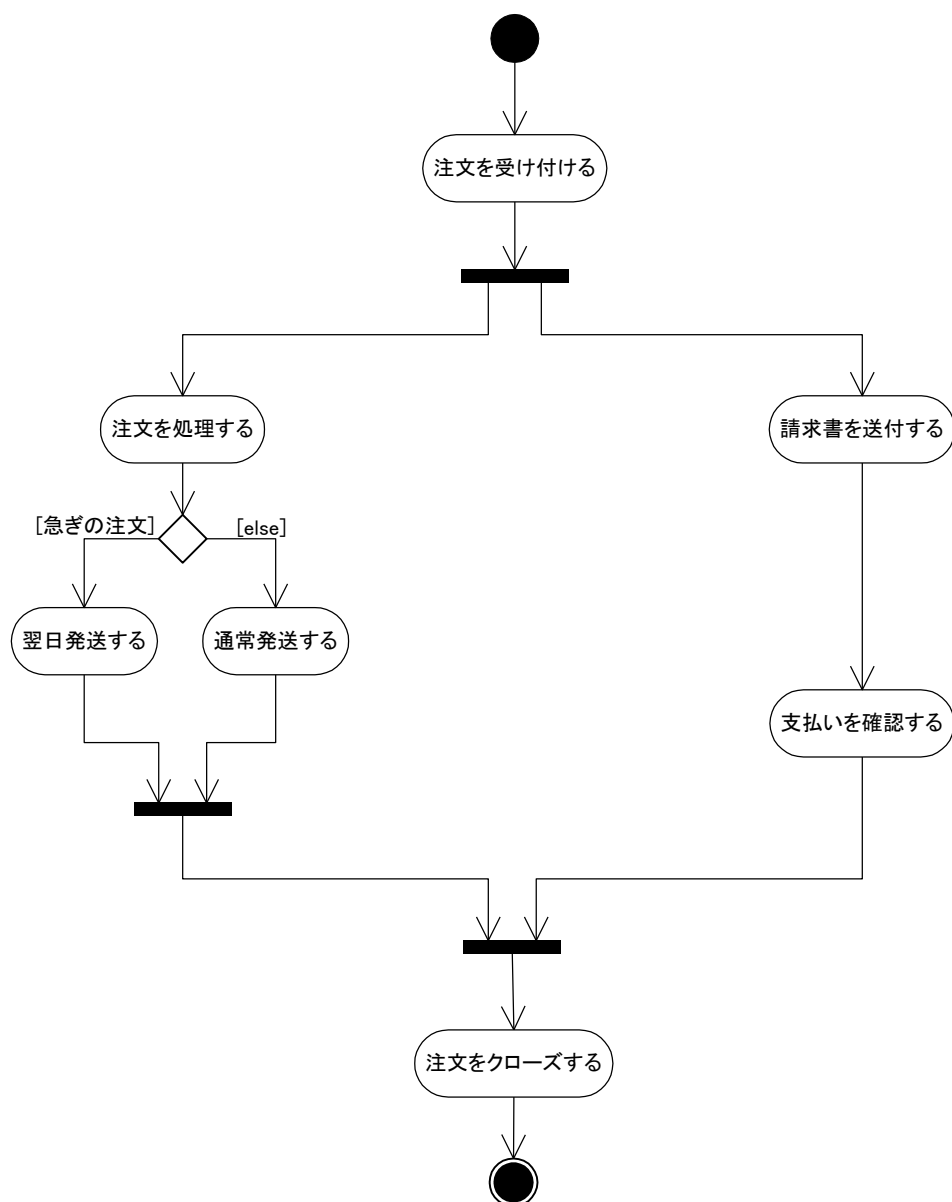 注文を受け付ける
注文を処理する
請求書を送付する
[急ぎの注文]
[else]
翌日発送する
通常発送する
支払いを確認する
注文をクローズする